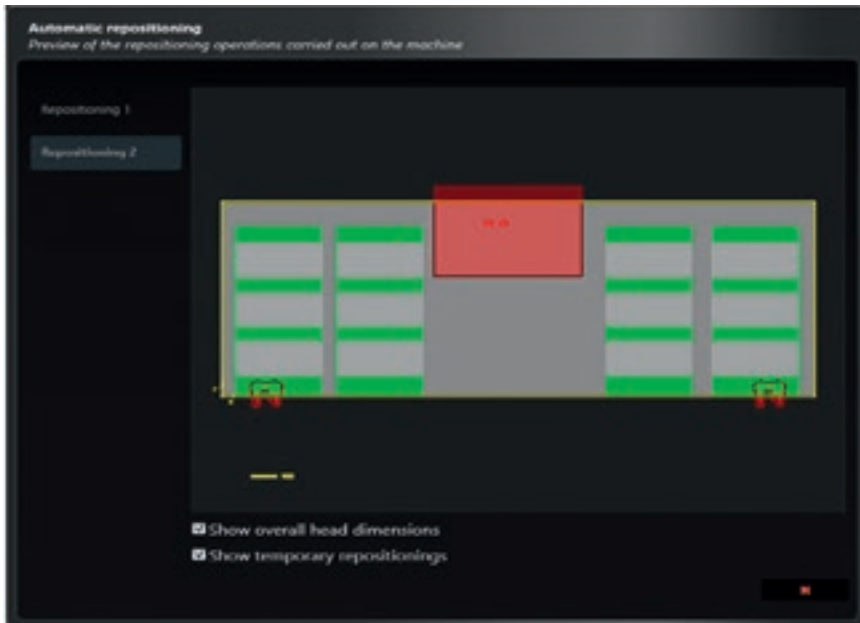 Automatic repositioning
Preview of the repositioning operations carried out on the machine
Repositioning 1
Repositioning 2
Show overall head dimensions
Show temporary repositionings